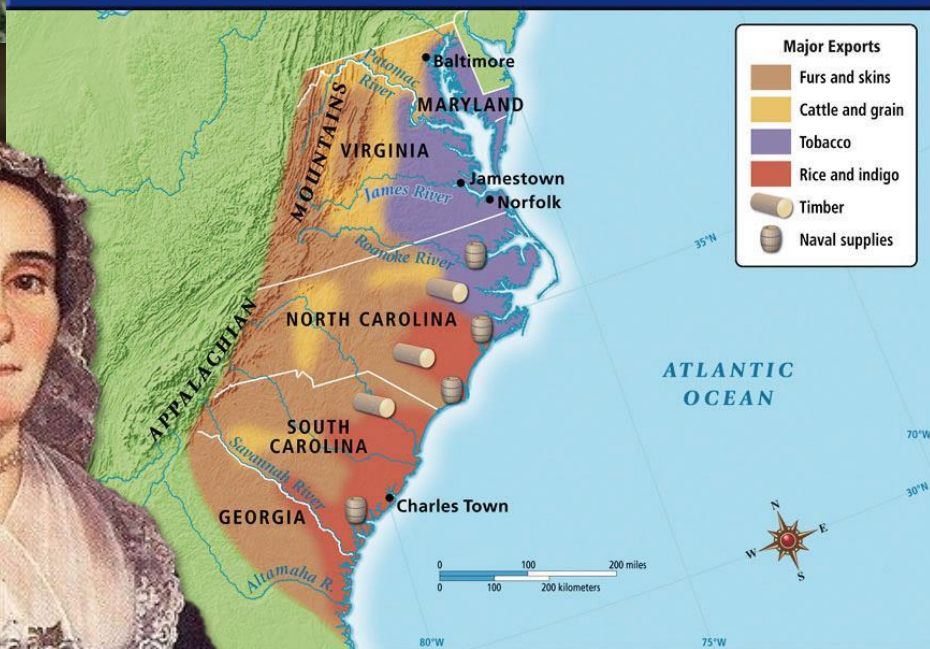 Major Exports
Furs and skins
Cattle and grain
Tobacco
Rice and indigo
Timber
Naval supplies
Patomac
River
Baltimore
MARYLAND
MOUNTAINS
VIRGINIA
Jamestown
James River
Norfolk
Roanoke River
35°N
NORTH CAROLINA
APPALACHIAN
ATLANTIC
OCEAN
SOUTH
CAROLINA
70°W
Savannah River
30°N
Charles Town
GEORGIA
N
E
W
S
0 100 200 miles
0 100 200 kilometers
Altamaha R.
80°W
75°W